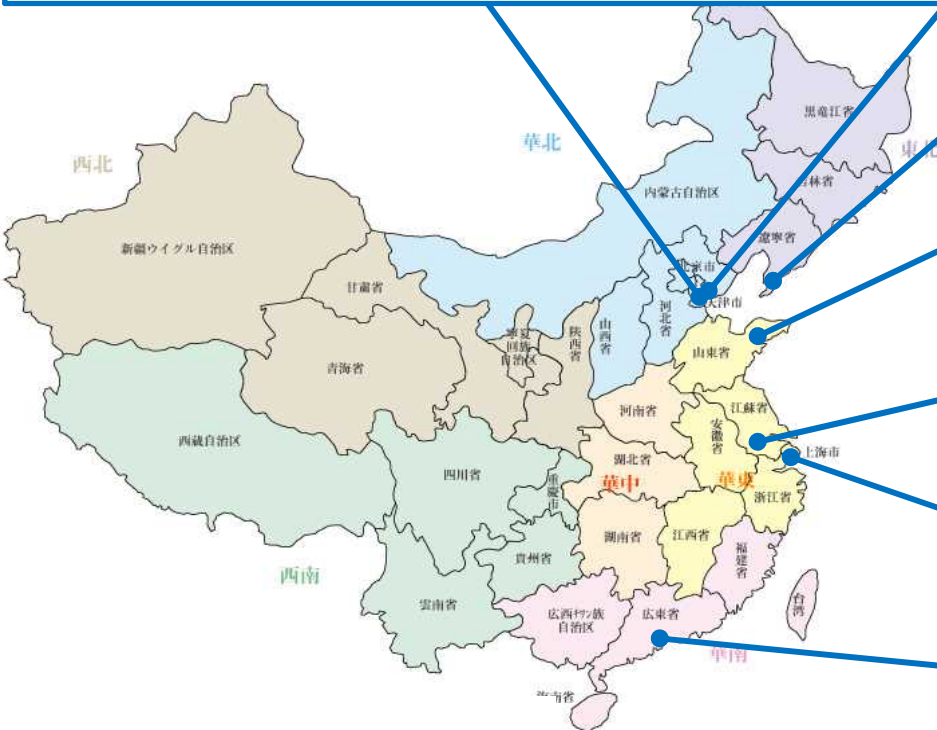 黒竜江省
華北
東北
西北
吉林省
内蒙古自治区
遼寧省
新疆ウイグル自治区
北京市
甘粛省
天津市
河北省
山西省
陝西省
寧夏
回族
自治区
山東省
青海省
江蘇省
河南省
安徽省
西蔵自治区
上海市
湖北省
四川省
華中
華東
重慶市
浙江省
湖南省
江西省
福建省
貴州省
西南
雲南省
台湾
広西チワン族
自治区
広東省
華南
海南省